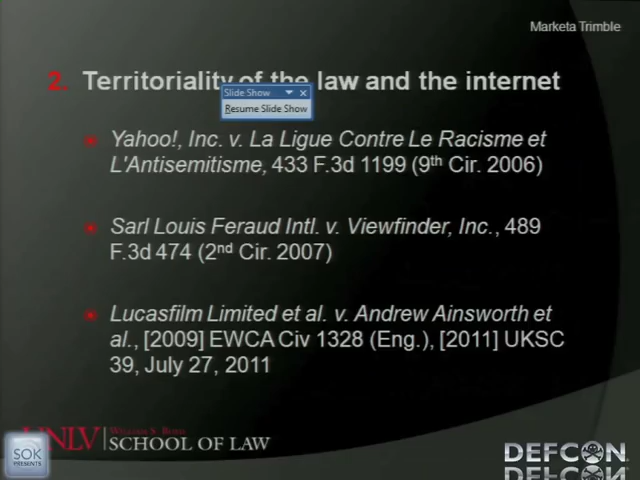 Marketa Trimble
2. Territoriality of the law and the internet
Slide Show...
Resume Slide Show
Yahoo!, Inc. v. La Ligue Contre Le Racisme et
L'Antisemitisme, 433 F.3d 1199 (9th Cir. 2006)
Sarl Louis Feraud Intl. v. Viewfinder, Inc., 489
F.3d 474 (2nd Cir. 2007)
Lucasfilm Limited et al. v. Andrew Ainsworth et
al., [2009] EWCA Civ 1328 (Eng.), [2011] UKSC
39, July 27, 2011
UNLV
William S. Boyd
SCHOOL OF LAW
SOK
PRESENTS
DEFCON